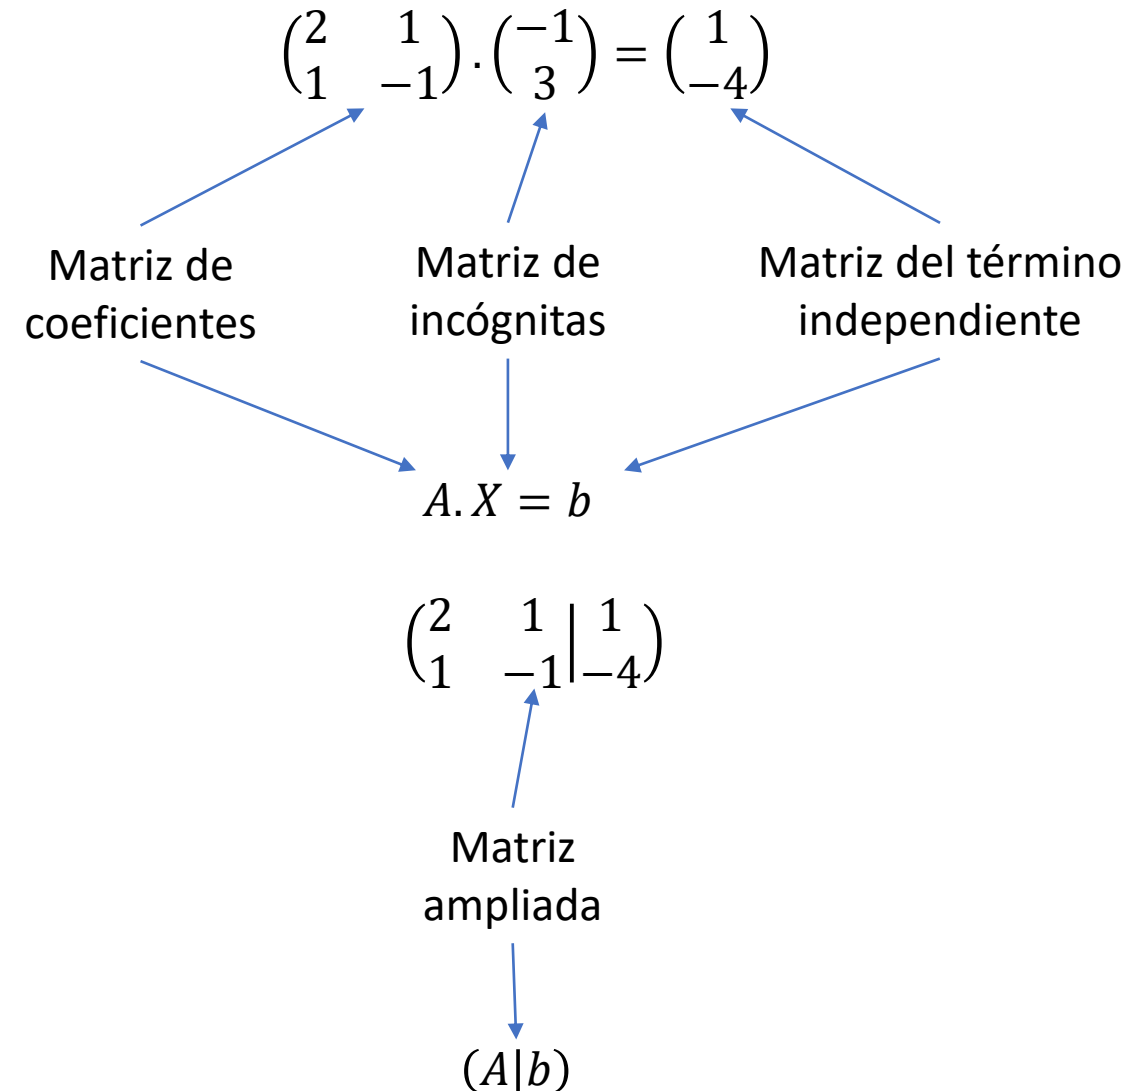 (2 1
1 −1) . (−1
3) = (1
−4)
Matriz de
coeficientes
Matriz de
incógnitas
Matriz del término
independiente
A. X = b
(2 1 | 1
1 −1 | −4)
Matriz
ampliada
(A|b)